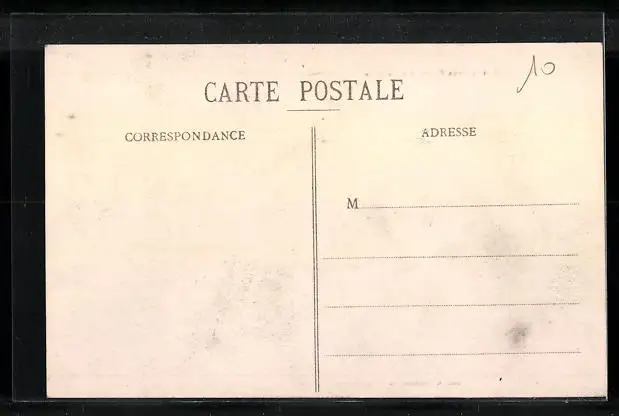 10
CARTE POSTALE
CORRESPONDANCE
ADRESSE
M